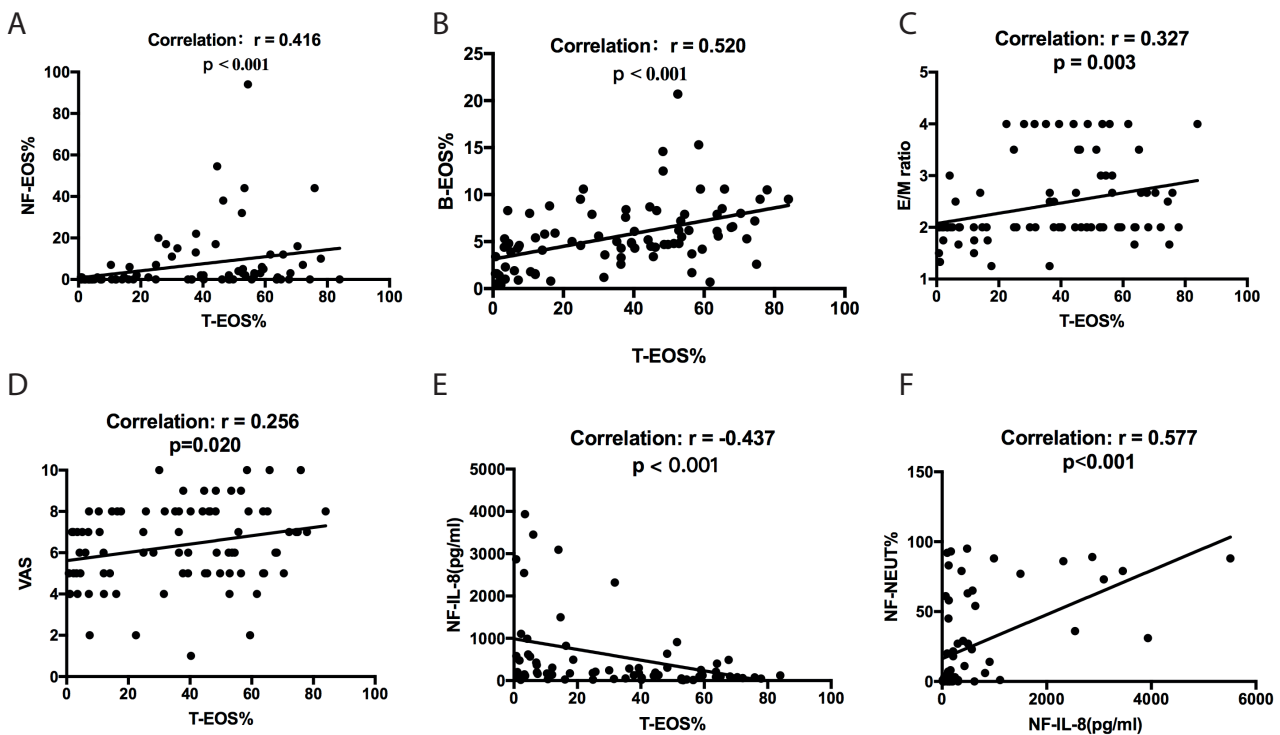 A
Correlation: r = 0.416
p < 0.001
100
80
60
40
20
0
NF-EOS%
0 20 40 60 80 100
T-EOS%
B
Correlation: r = 0.520
p < 0.001
25
20
15
10
5
0
B-EOS%
0 20 40 60 80 100
T-EOS%
C
Correlation: r = 0.327
p = 0.003
5
4
3
2
1
E/M ratio
0 20 40 60 80 100
T-EOS%
D
Correlation: r = 0.256
p=0.020
10
8
6
4
2
0
VAS
0 20 40 60 80 100
T-EOS%
E
Correlation: r = -0.437
p < 0.001
5000
4000
3000
2000
1000
0
NF-IL-8(pg/ml)
0 20 40 60 80 100
T-EOS%
F
Correlation: r = 0.577
p<0.001
150
100
50
0
NF-NEUT%
0 2000 4000 6000
NF-IL-8(pg/ml)